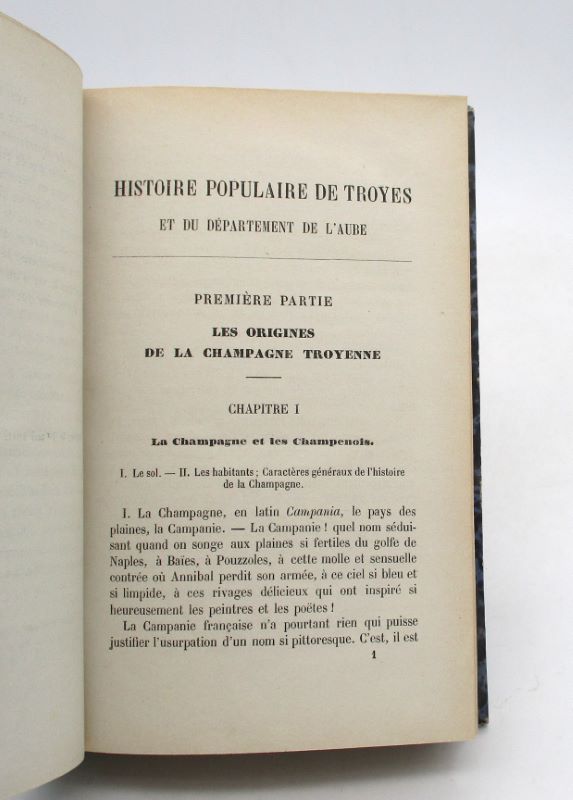 HISTOIRE POPULAIRE DE TROYES
ET DU DÉPARTEMENT DE L'AUBE
PREMIÈRE PARTIE
LES ORIGINES
DE LA CHAMPAGNE TROYENNE
CHAPITRE I
La Champagne et les Champenois.
I. Le sol. — II. Les habitants ; Caractères généraux de l'histoire
de la Champagne.
I. La Champagne, en latin Campania, le pays des
plaines, la Campanie. — La Campanie ! quel nom sédui-
sant quand on songe aux plaines si fertiles du golfe de
Naples, à Baïes, à Pouzzoles, à cette molle et sensuelle
contrée où Annibal perdit son armée, à ce ciel si bleu et
si limpide, à ces rivages délicieux qui ont inspiré si
heureusement les peintres et les poëtes !
La Campanie française n'a pourtant rien qui puisse
justifier l'usurpation d'un nom si pittoresque. C'est, il est
1